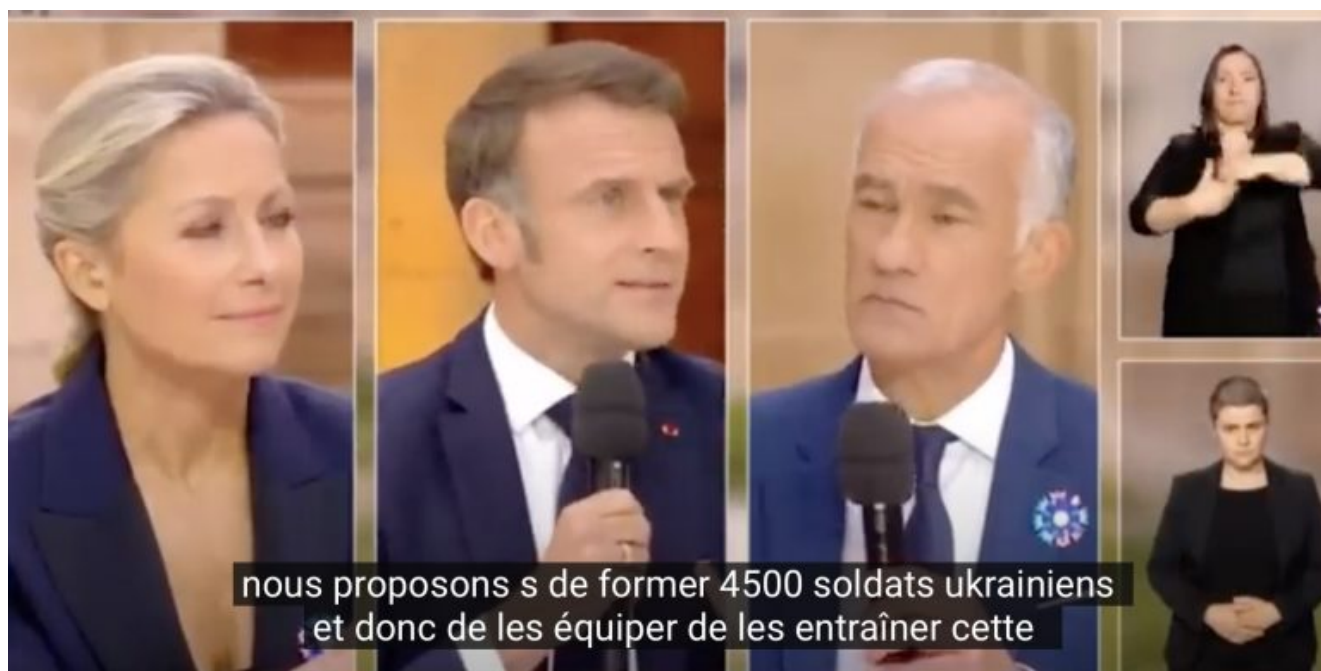 nous proposons s de former 4500 soldats ukrainiens
et donc de les équiper de les entraîner cette